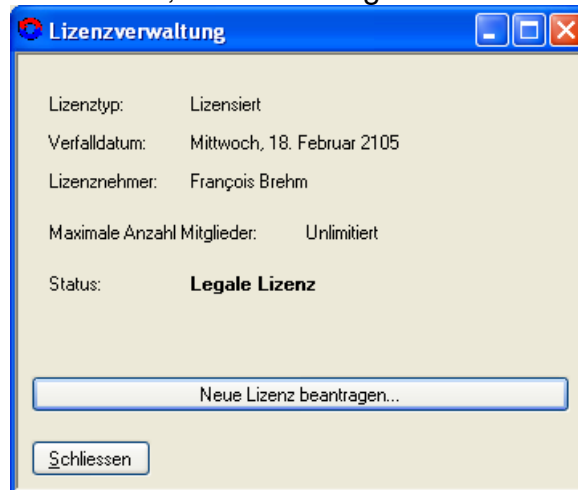 Lizenzverwaltung
Lizenztyp: Lizensiert
Verfalldatum: Mittwoch, 18. Februar 2105
Lizenznehmer: François Brehm
Maximale Anzahl Mitglieder: Unlimitiert
Status: Legale Lizenz
Neue Lizenz beantragen...
Schliessen